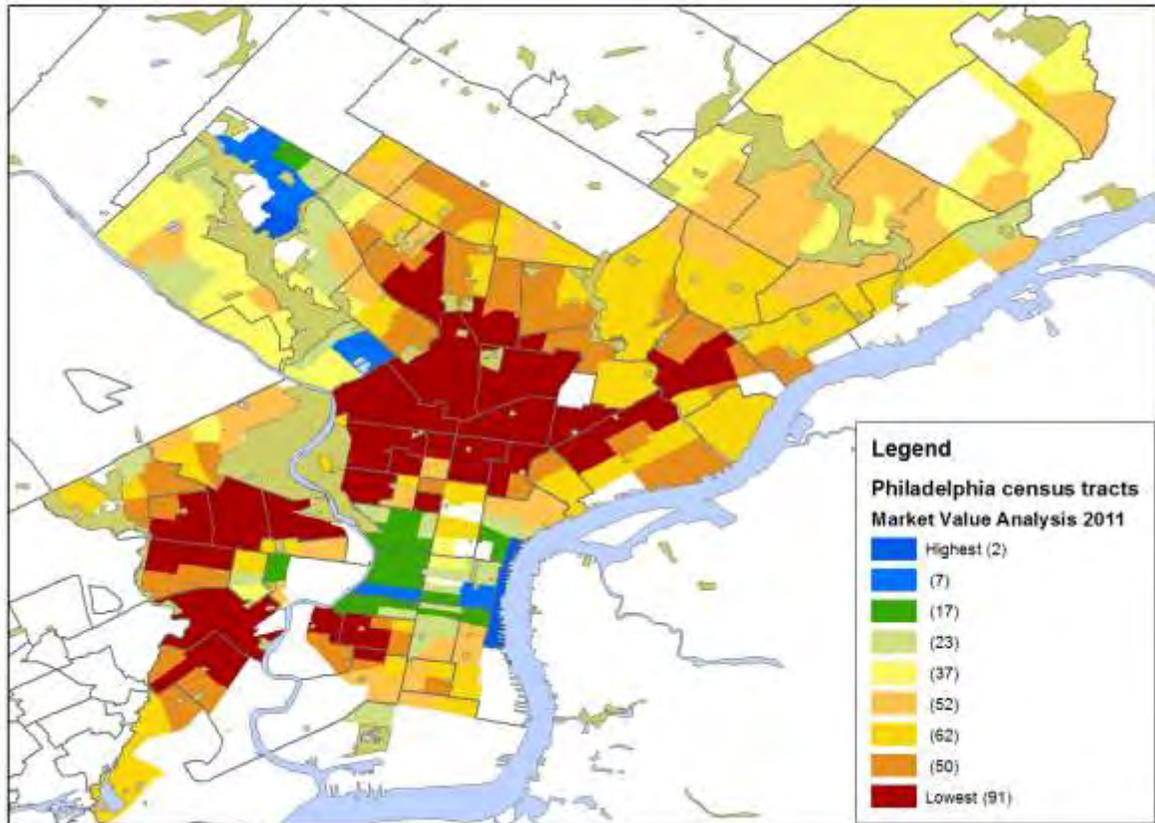 Legend
Philadelphia census tracts
Market Value Analysis 2011
Highest (2)
(7)
(17)
(23)
(37)
(52)
(62)
(50)
Lowest (91)